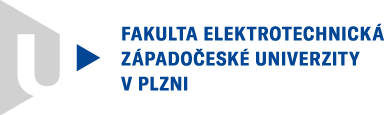 FAKULTA ELEKTROTECHNICKÁ
ZÁPADOČESKÉ UNIVERZITY
V PLZNI